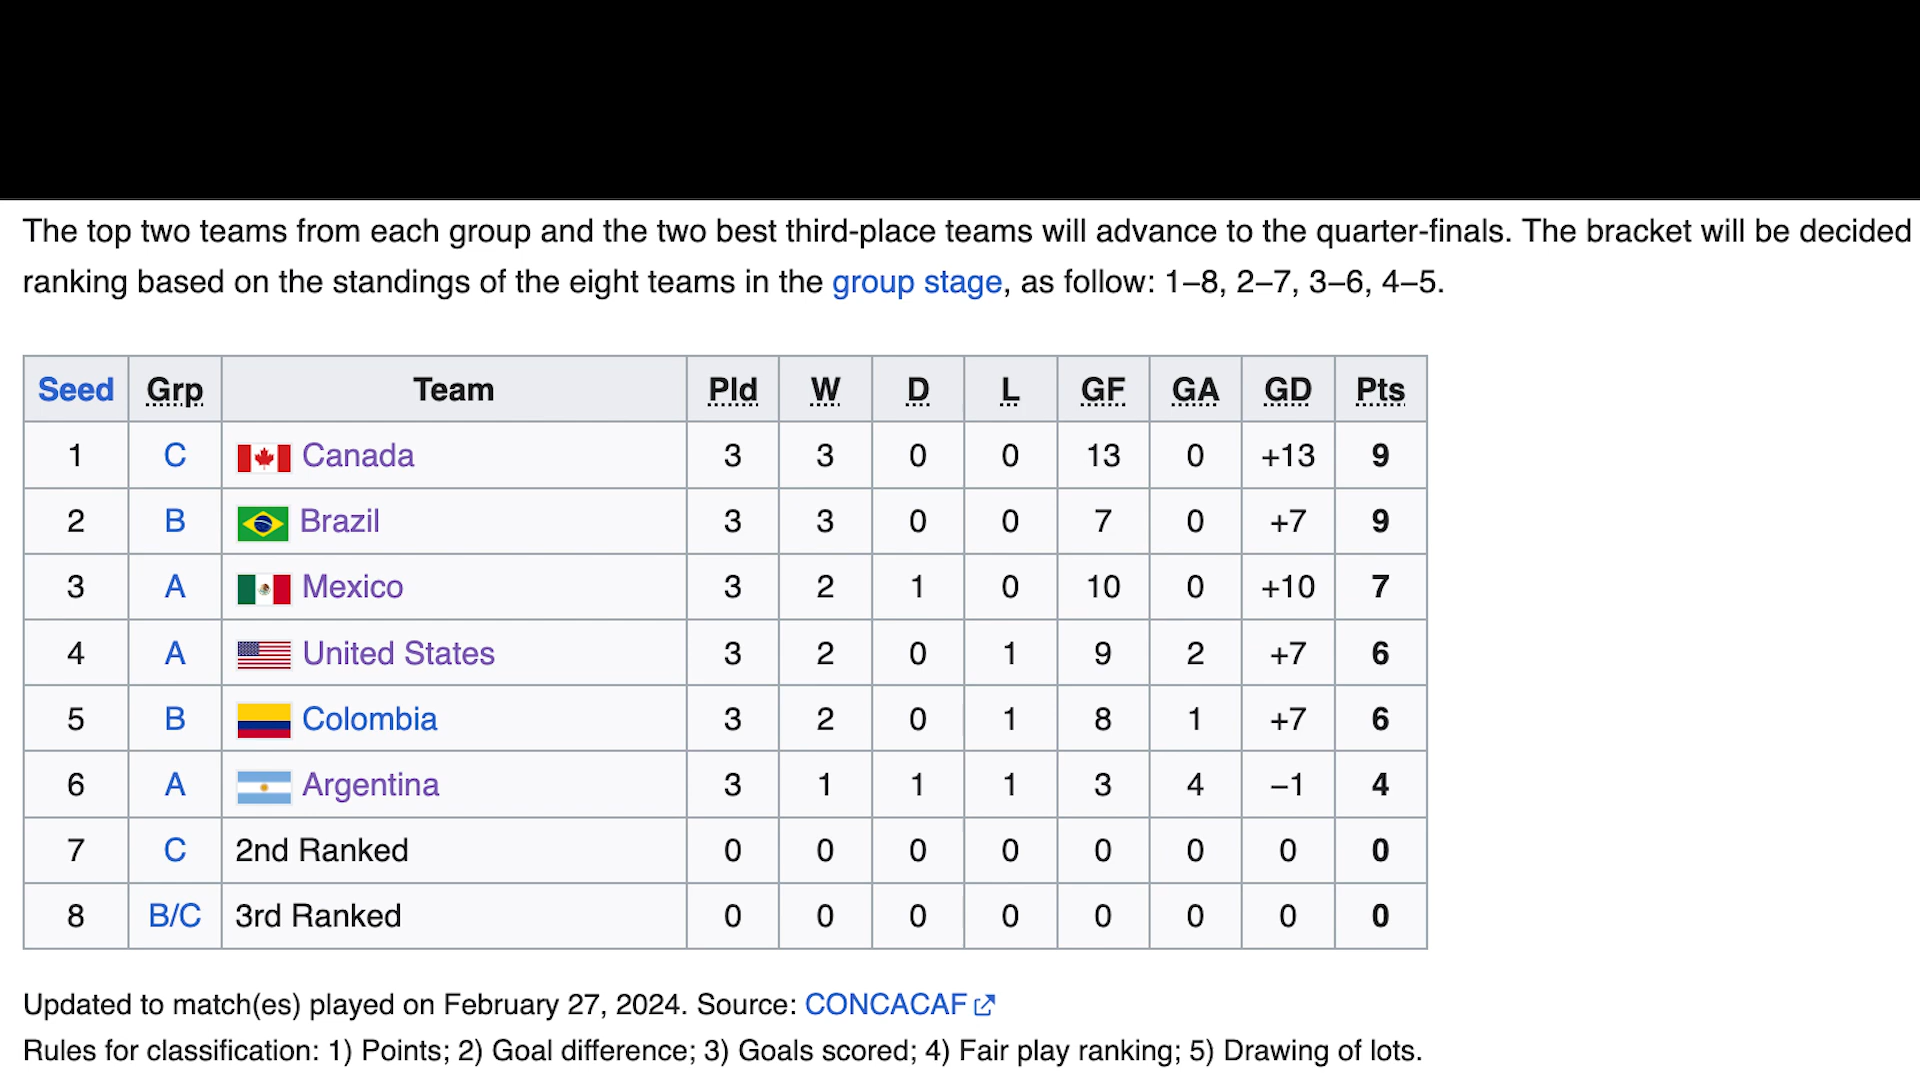 The top two teams from each group and the two best third-place teams will advance to the quarter-finals. The bracket will be decided
ranking based on the standings of the eight teams in the group stage, as follow: 1–8, 2–7, 3–6, 4–5.
Seed Grp Team Pld W D L GF GA GD Pts
1 C Canada 3 3 0 0 13 0 +13 9
2 B Brazil 3 3 0 0 7 0 +7 9
3 A Mexico 3 2 1 0 10 0 +10 7
4 A United States 3 2 0 1 9 2 +7 6
5 B Colombia 3 2 0 1 8 1 +7 6
6 A Argentina 3 1 1 1 3 4 −1 4
7 C 2nd Ranked 0 0 0 0 0 0 0 0
8 B/C 3rd Ranked 0 0 0 0 0 0 0 0
Updated to match(es) played on February 27, 2024. Source: CONCACAF
Rules for classification: 1) Points; 2) Goal difference; 3) Goals scored; 4) Fair play ranking; 5) Drawing of lots.